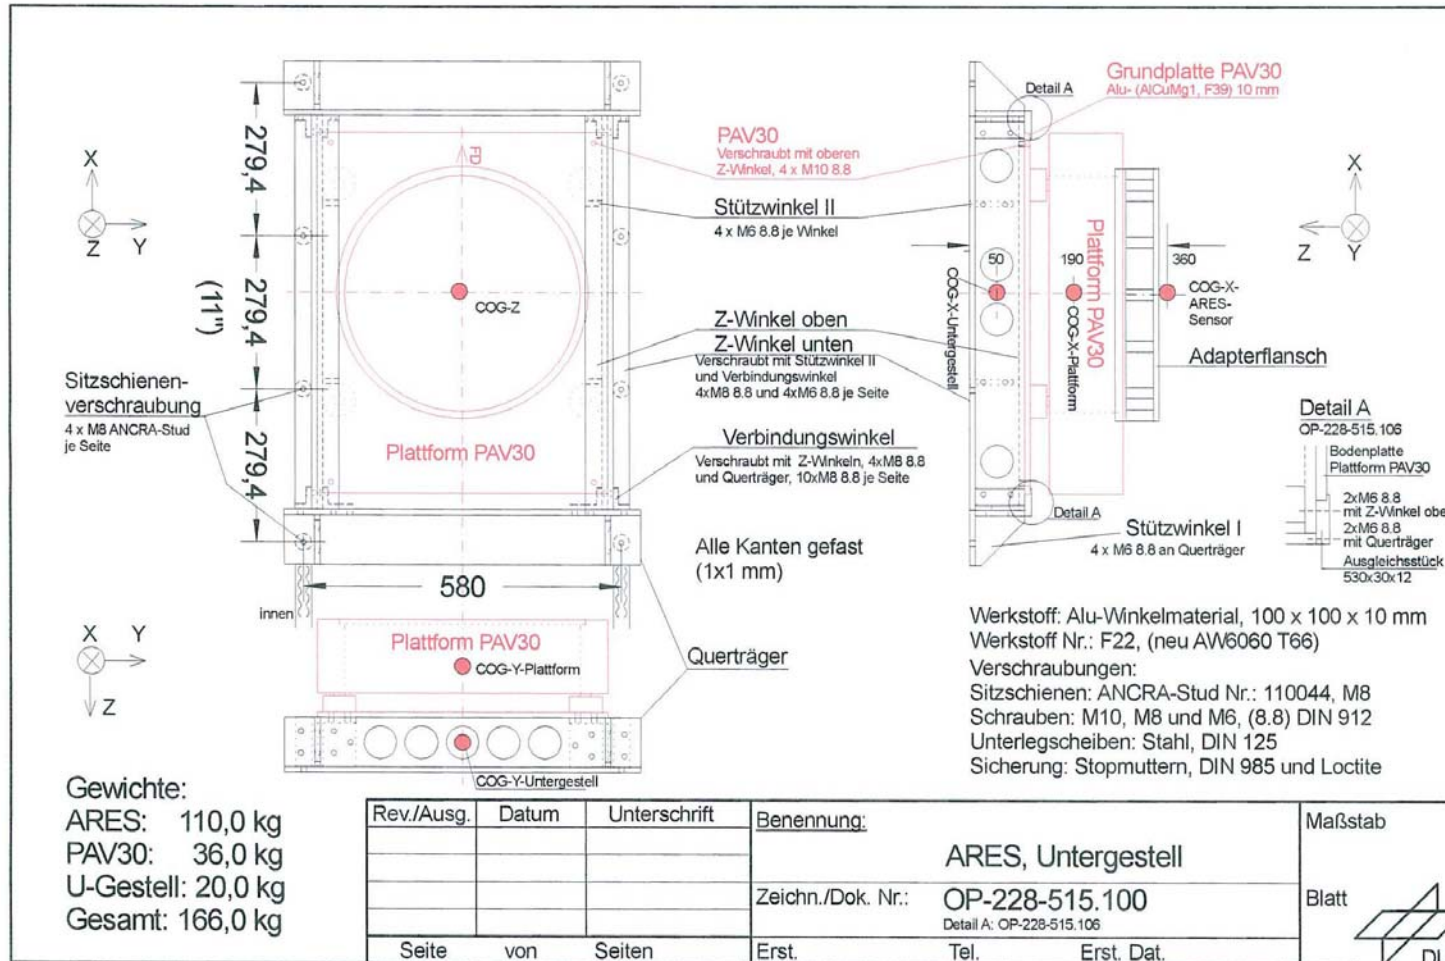 279,4
279,4
279,4
(11")
X
Z
Y
FD
COG-Z
Plattform PAV30
Sitzschienen-
verschraubung
4 x M8 ANCRA-Stud
je Seite
PAV30
Verschraubt mit oberen
Z-Winkel, 4 x M10 8.8
Stützwinkel II
4 x M6 8.8 je Winkel
Z-Winkel oben
Z-Winkel unten
Verschraubt mit Stützwinkel II
und Verbindungswinkel
4xM8 8.8 und 4xM6 8.8 je Seite
Verbindungswinkel
Verschraubt mit Z-Winkeln, 4xM8 8.8
und Querträger, 10xM8 8.8 je Seite
Alle Kanten gefast
(1x1 mm)
Detail A
Grundplatte PAV30
Alu- (AlCuMg1, F39) 10 mm
X
Z
Y
50
190
360
COG-X-Untergestell
Plattform PAV30
COG-X-Plattform
COG-X-
ARES-
Sensor
Adapterflansch
Detail A
Stützwinkel I
4 x M6 8.8 an Querträger
Detail A
OP-228-515.106
Bodenplatte
Plattform PAV30
2xM6 8.8
mit Z-Winkel obe
2xM6 8.8
mit Querträger
Ausgleichsstück
530x30x12
580
innen
X
Y
Z
Plattform PAV30
COG-Y-Plattform
Querträger
COG-Y-Untergestell
Werkstoff: Alu-Winkelmaterial, 100 x 100 x 10 mm
Werkstoff Nr.: F22, (neu AW6060 T66)
Verschraubungen:
Sitzschienen: ANCRA-Stud Nr.: 110044, M8
Schrauben: M10, M8 und M6, (8.8) DIN 912
Unterlegscheiben: Stahl, DIN 125
Sicherung: Stopmuttern, DIN 985 und Loctite
Gewichte:
ARES: 110,0 kg
PAV30: 36,0 kg
U-Gestell: 20,0 kg
Gesamt: 166,0 kg
Rev./Ausg. Datum Unterschrift
Seite von Seiten
Benennung:
ARES, Untergestell
Zeichn./Dok. Nr.: OP-228-515.100
Detail A: OP-228-515.106
Erst. Tel. Erst. Dat.
Maßstab
Blatt